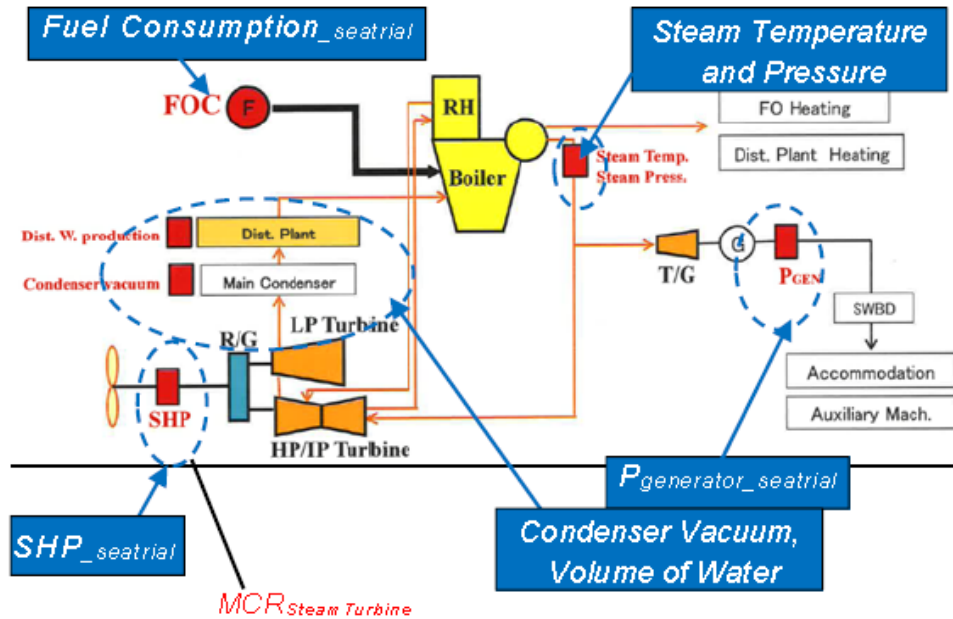 Fuel Consumption_seatrial
Steam Temperature
and Pressure
FOC
F
RH
Boiler
Steam Temp.
Steam Press.
FO Heating
Dist. Plant Heating
Dist. W. production
Dist. Plant
Condenser vacuum
Main Condenser
T/G
G
PGEN
SWBD
Accommodation
Auxiliary Mach.
R/G
LP Turbine
SHP
HP/IP Turbine
Pgenerator_seatrial
SHP_seatrial
Condenser Vacuum,
Volume of Water
MCRSteam Turbine